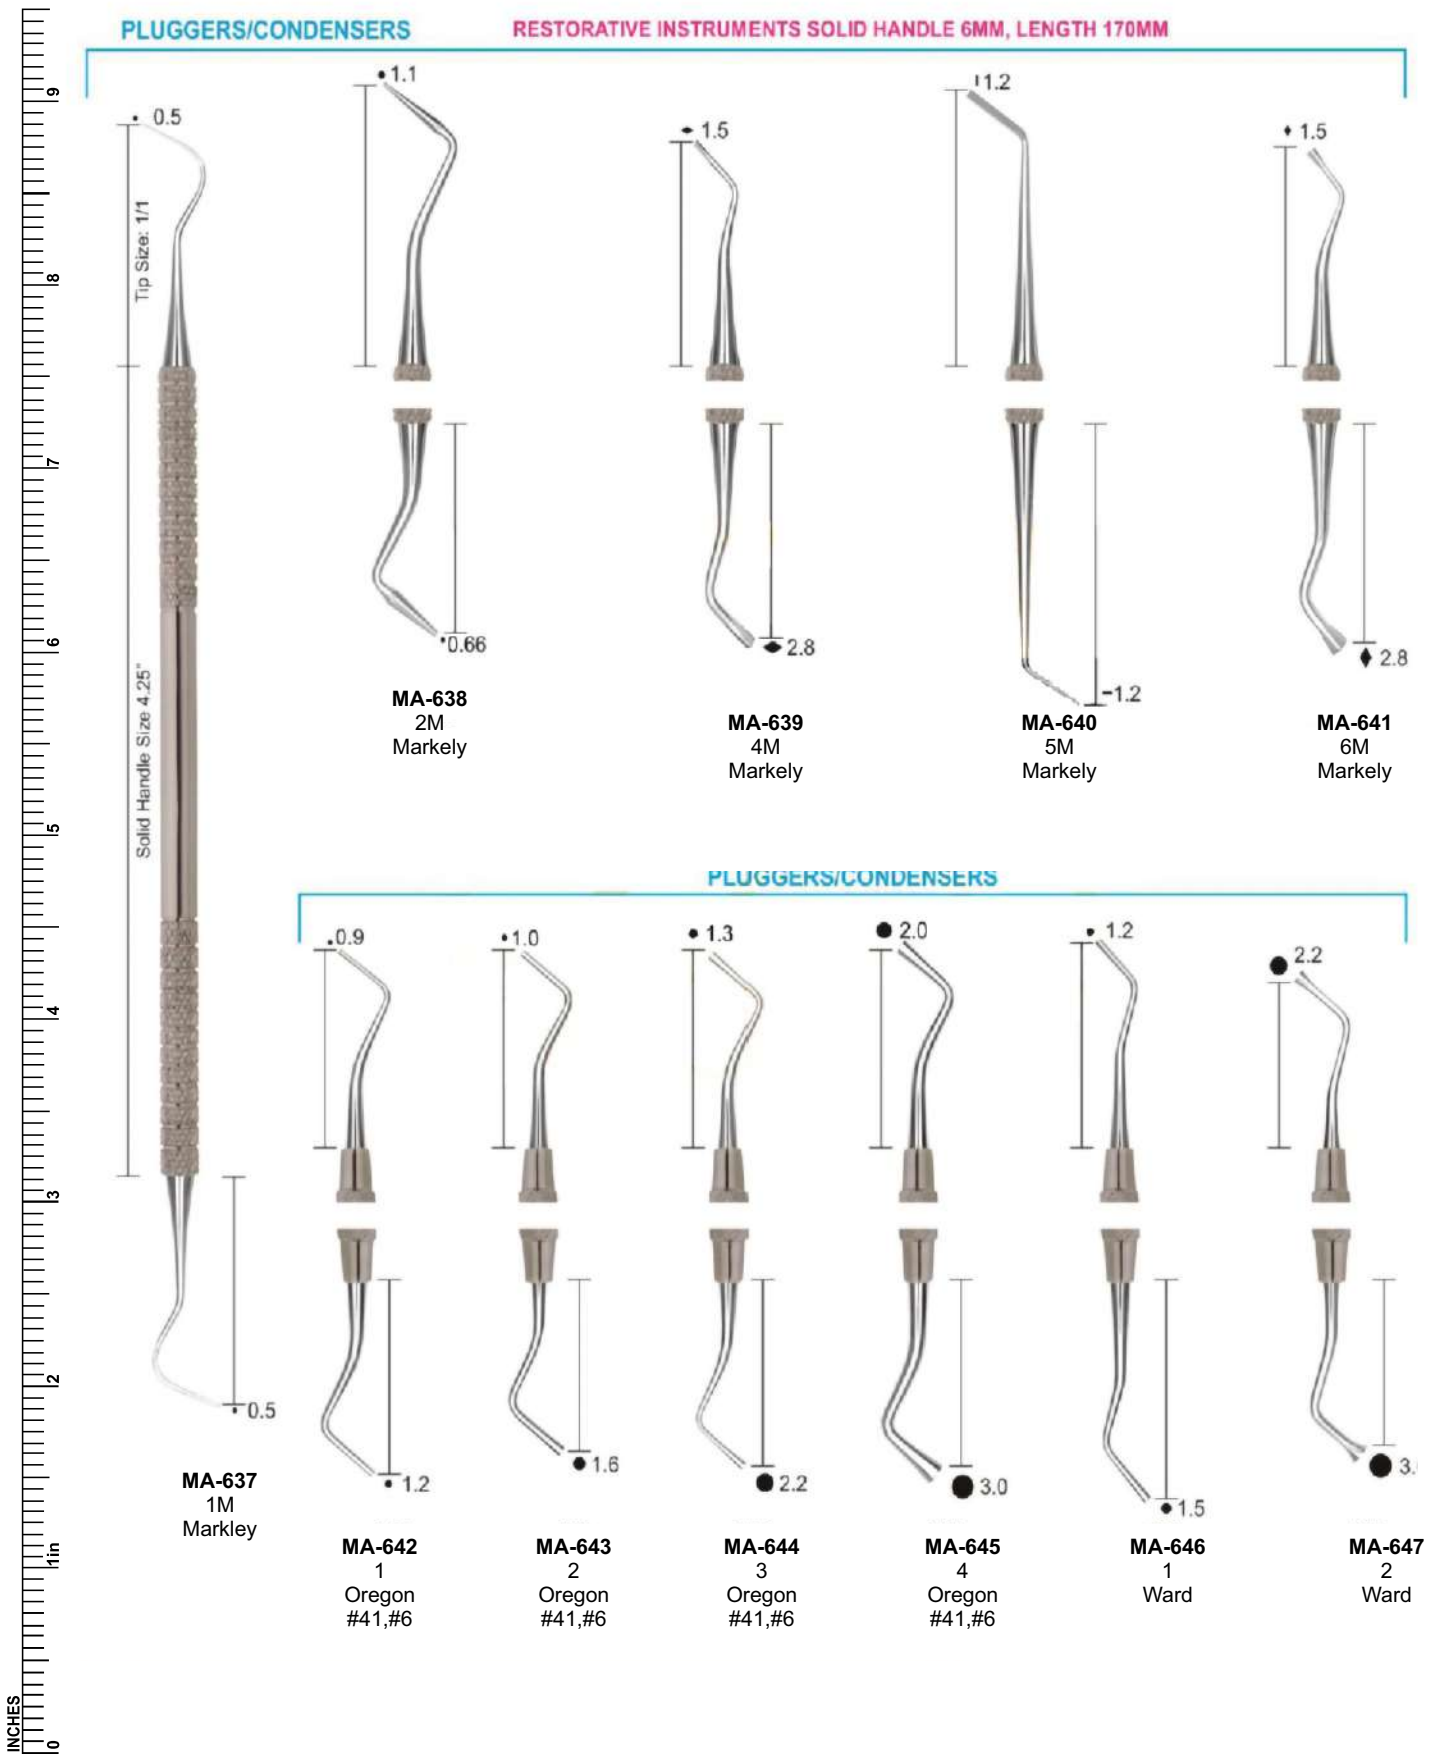 PLUGGERS/CONDENSERS
RESTORATIVE INSTRUMENTS SOLID HANDLE 6MM, LENGTH 170MM
0.5
1.1
1.5
1.2
1.5
Tip Size: 1/1
0.66
2.8
1.2
2.8
MA-638
2M
Markely
MA-639
4M
Markely
MA-640
5M
Markely
MA-641
6M
Markely
Solid Handle Size 4.25"
PLUGGERS/CONDENSERS
0.9
1.0
1.3
2.0
1.2
2.2
0.5
1.2
1.6
2.2
3.0
1.5
3.
MA-637
1M
Markley
MA-642
1
Oregon
#41,#6
MA-643
2
Oregon
#41,#6
MA-644
3
Oregon
#41,#6
MA-645
4
Oregon
#41,#6
MA-646
1
Ward
MA-647
2
Ward
9
8
7
6
5
4
3
2
1in
0
INCHES